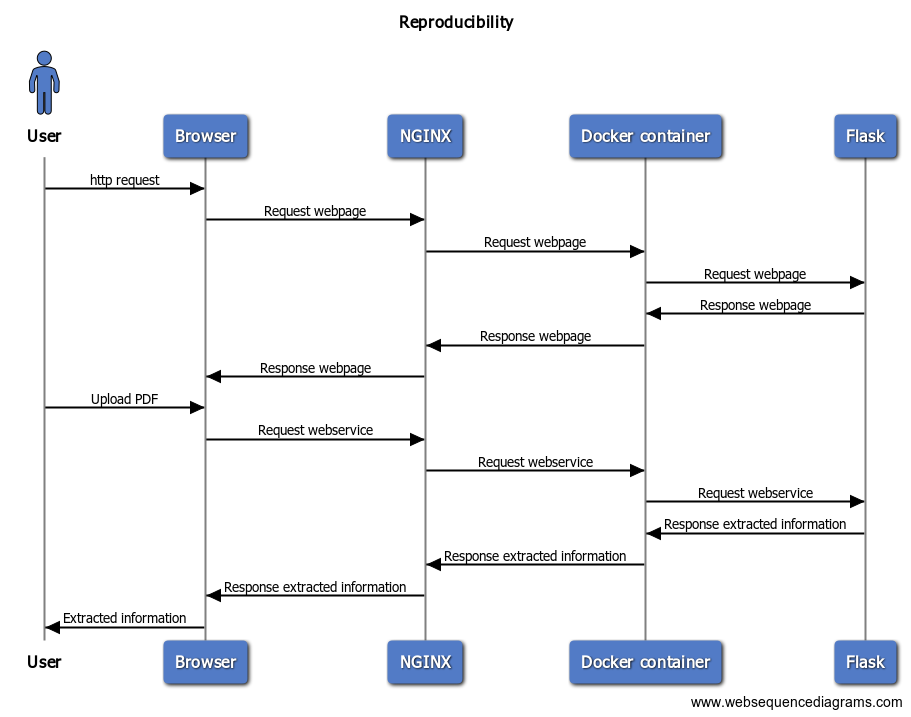 Reproducibility
User
Browser
NGINX
Docker container
Flask
http request
Request webpage
Request webpage
Request webpage
Response webpage
Response webpage
Response webpage
Upload PDF
Request webservice
Request webservice
Request webservice
Response extracted information
Response extracted information
Response extracted information
Extracted information
User
Browser
NGINX
Docker container
Flask
www.websequencediagrams.com